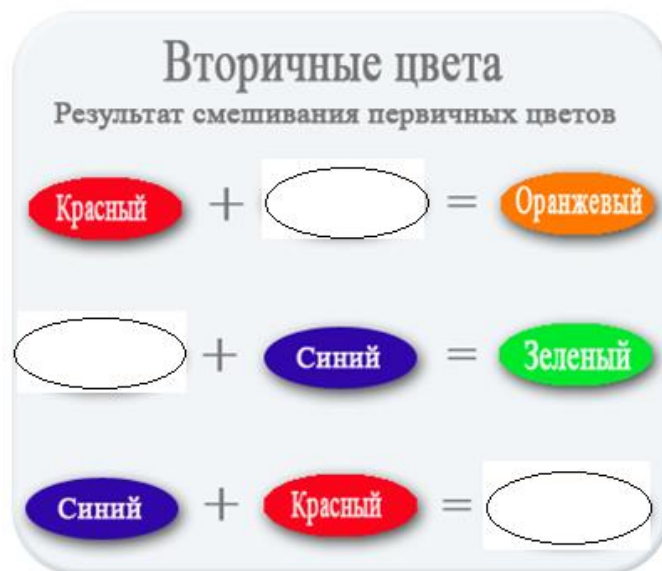 Вторичные цвета
Результат смешивания первичных цветов
Красный + = Оранжевый
+ Синий = Зеленый
Синий + Красный =